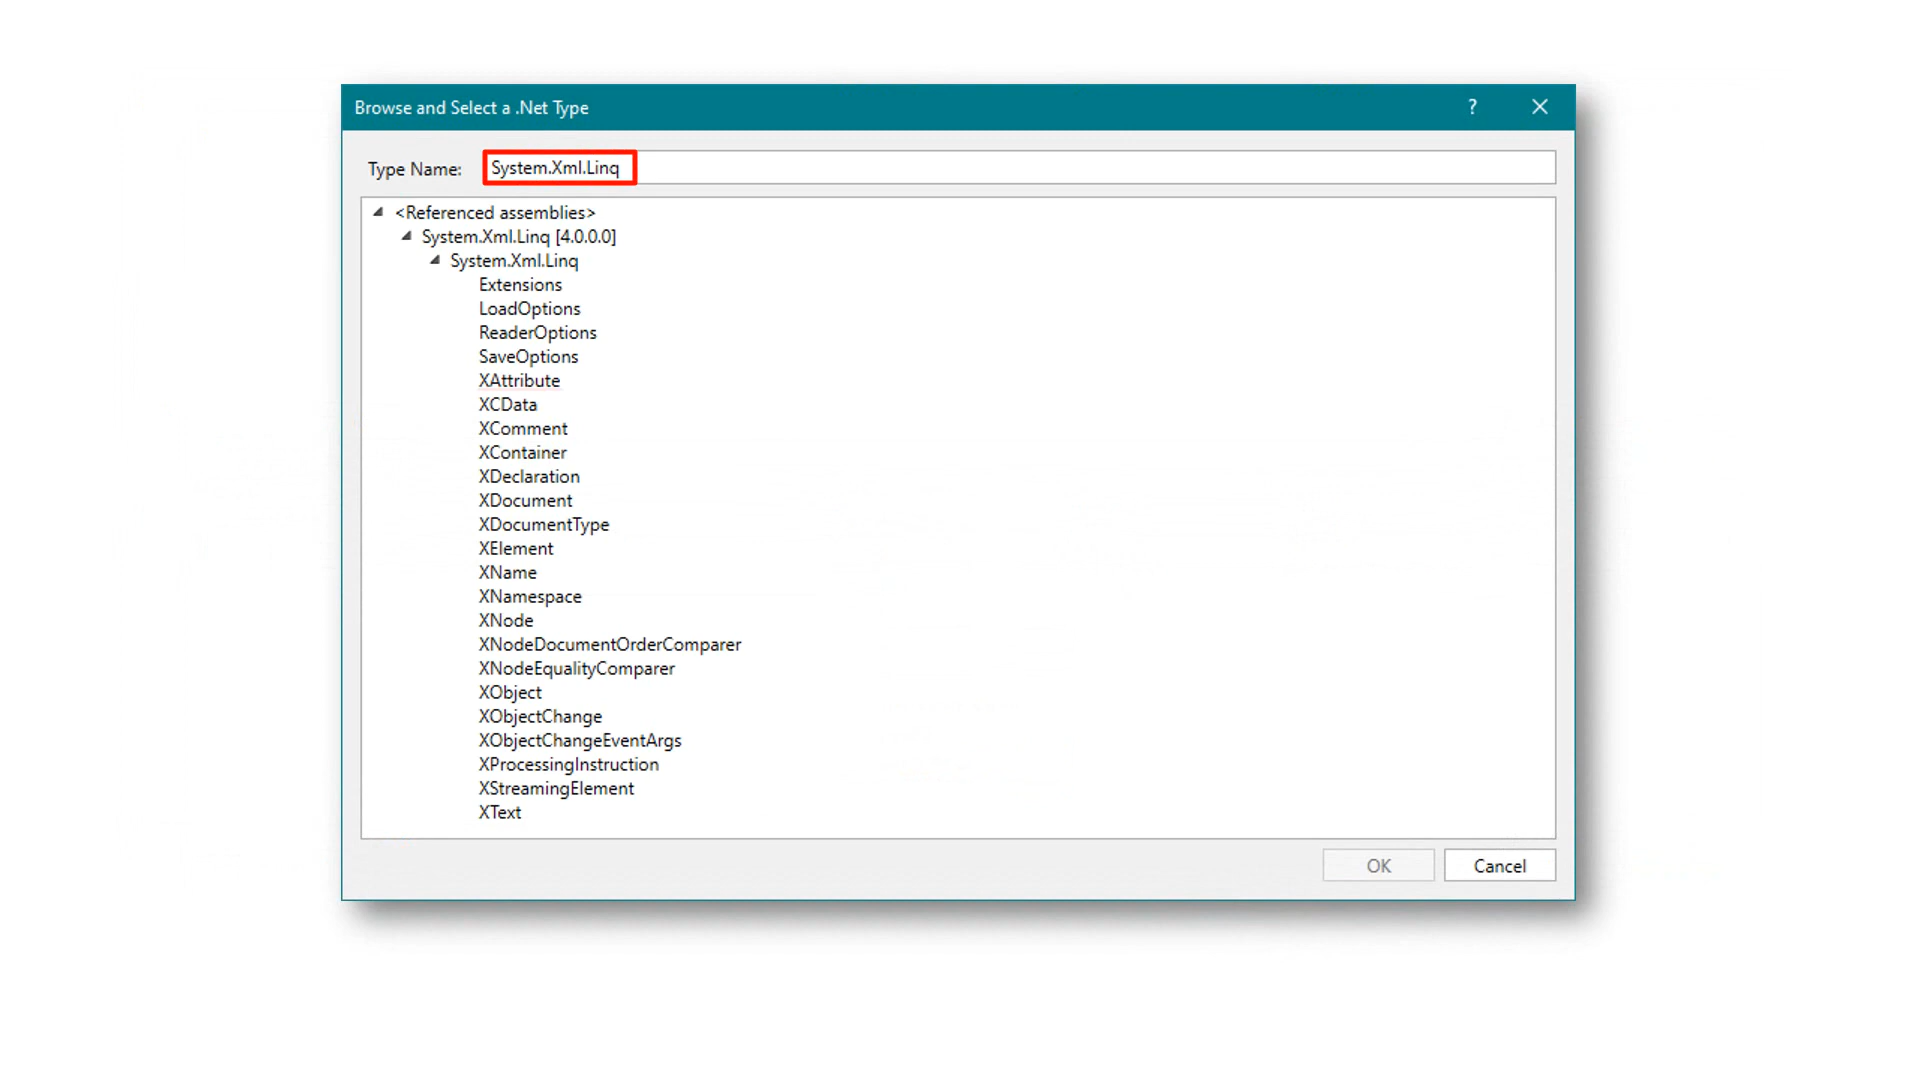 Browse and Select a .Net Type ?
Type Name: System.Xml.Linq
<Referenced assemblies>
System.Xml.Linq [4.0.0.0]
System.Xml.Linq
Extensions
LoadOptions
ReaderOptions
SaveOptions
XAttribute
XCData
XComment
XContainer
XDeclaration
XDocument
XDocumentType
XElement
XName
XNamespace
XNode
XNodeDocumentOrderComparer
XNodeEqualityComparer
XObject
XObjectChange
XObjectChangeEventArgs
XProcessingInstruction
XStreamingElement
XText
OK Cancel